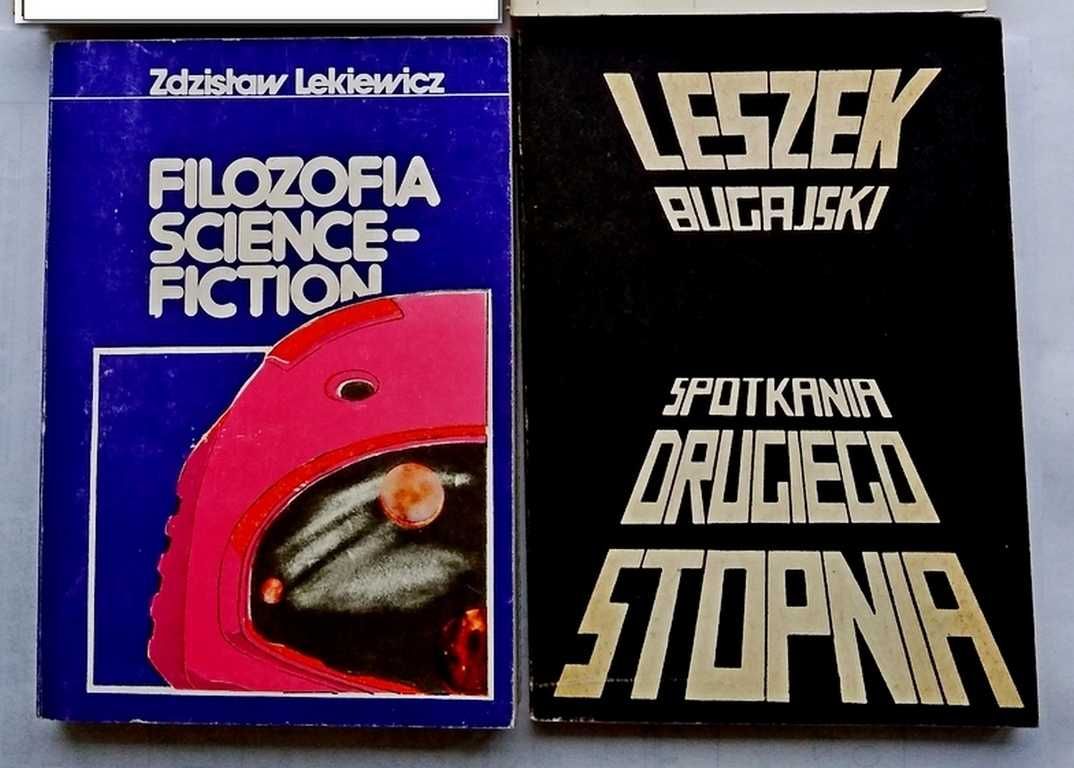 Zdzisław Lekiewicz
FILOZOFIA
SCIENCE-
FICTION
LESZEK
BUGAJSKI
SPOTKANIA
DRUGIEGO
STOPNIA